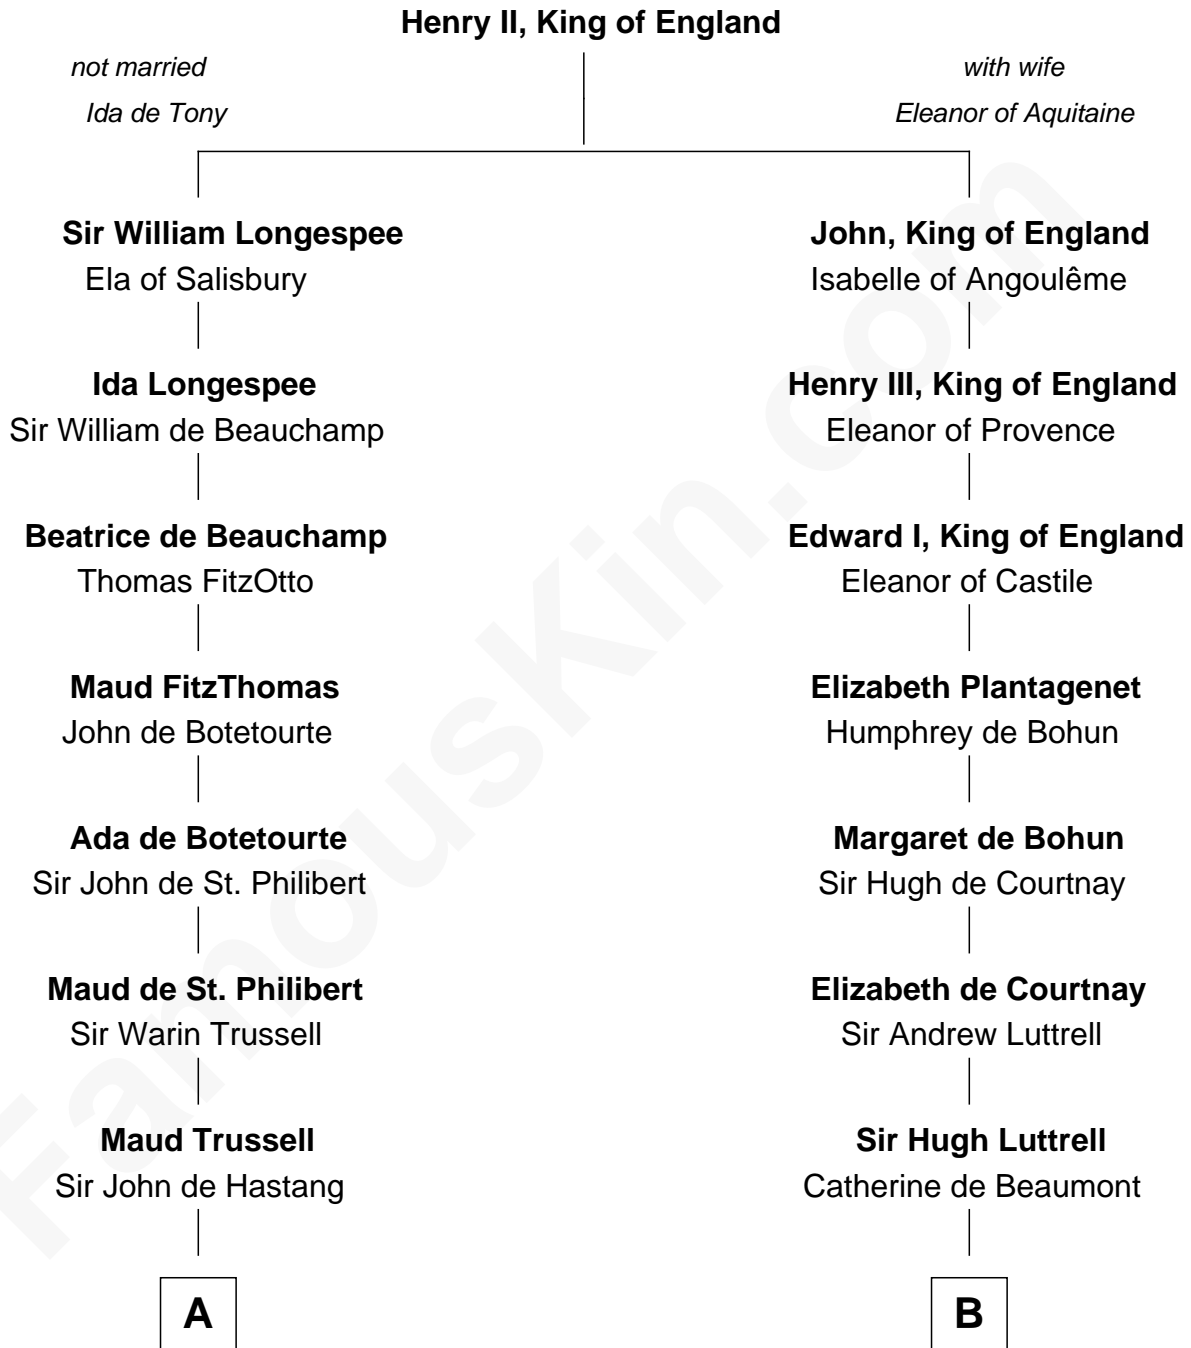 Henry II, King of England
not married
Ida de Tony
with wife
Eleanor of Aquitaine
Sir William Longespee
Ela of Salisbury
Ida Longespee
Sir William de Beauchamp
Beatrice de Beauchamp
Thomas FitzOtto
Maud FitzThomas
John de Botetourte
Ada de Botetourte
Sir John de St. Philibert
Maud de St. Philibert
Sir Warin Trussell
Maud Trussell
Sir John de Hastang
A
John, King of England
Isabelle of Angoulême
Henry III, King of England
Eleanor of Provence
Edward I, King of England
Eleanor of Castile
Elizabeth Plantagenet
Humphrey de Bohun
Margaret de Bohun
Sir Hugh de Courtnay
Elizabeth de Courtnay
Sir Andrew Luttrell
Sir Hugh Luttrell
Catherine de Beaumont
B
FamousKin.com